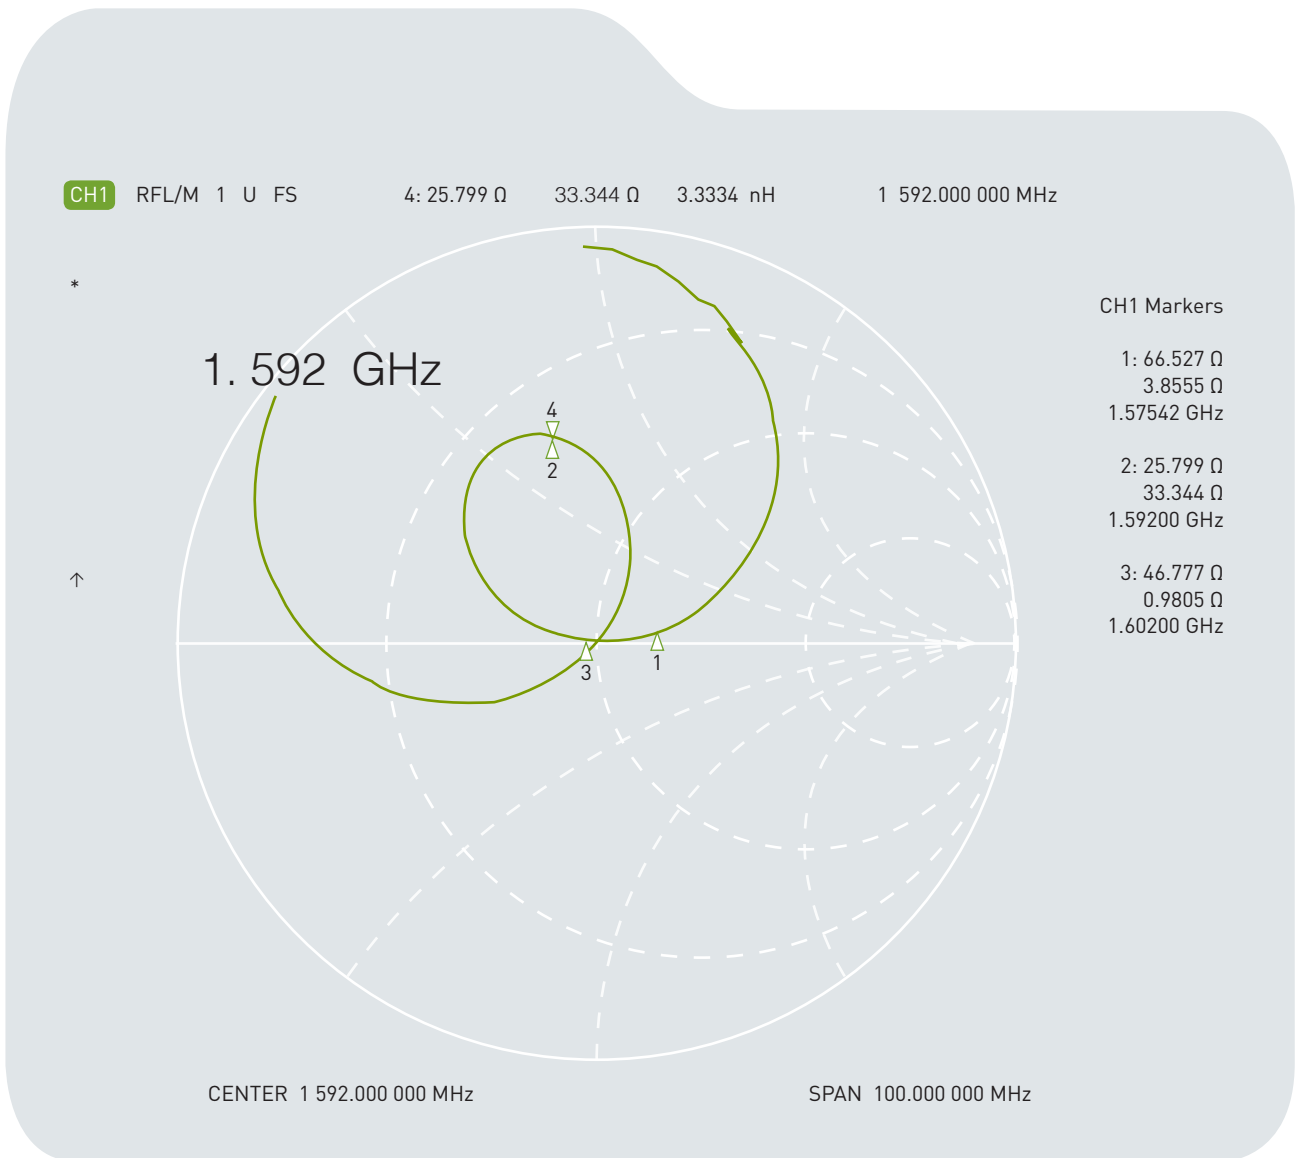 CH1 RFL/M 1 U FS 4: 25.799 Ω 33.344 Ω 3.3334 nH 1 592.000 000 MHz
*
CH1 Markers
1. 592 GHz
1: 66.527 Ω
3.8555 Ω
1.57542 GHz
4
2
2: 25.799 Ω
33.344 Ω
1.59200 GHz
↑
3: 46.777 Ω
0.9805 Ω
1.60200 GHz
3
1
CENTER 1 592.000 000 MHz SPAN 100.000 000 MHz